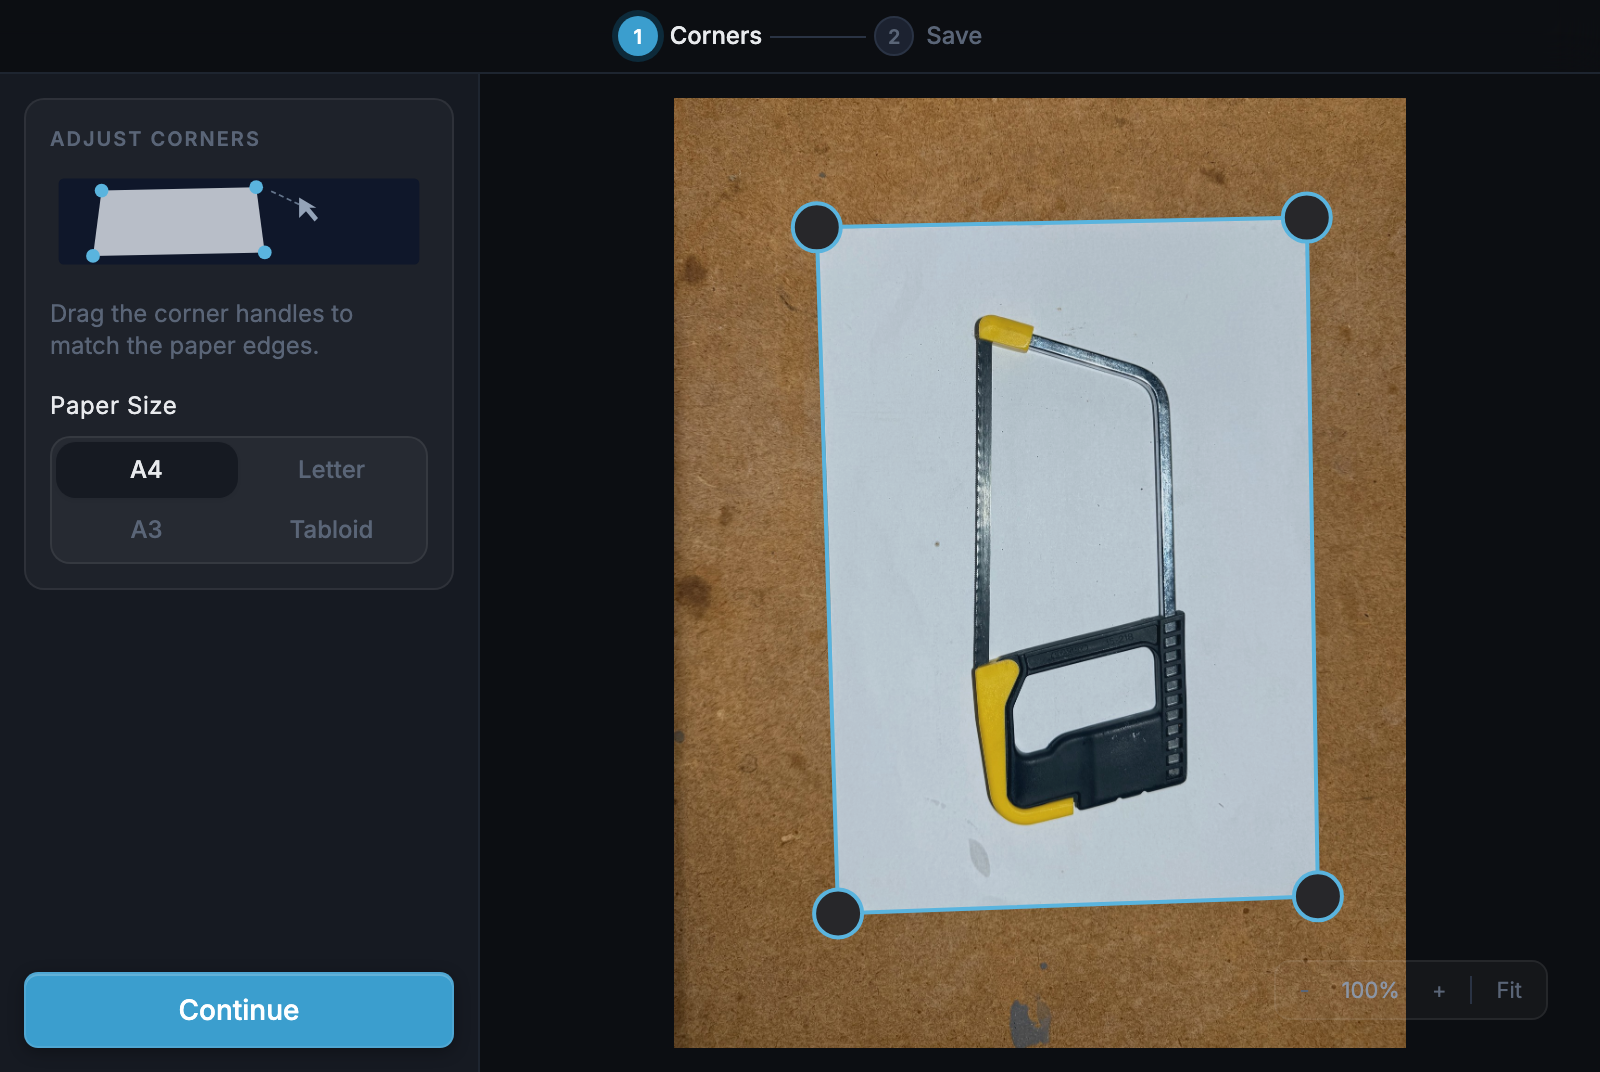 1 Corners
2 Save
ADJUST CORNERS
Drag the corner handles to
match the paper edges.
Paper Size
A4 Letter
A3 Tabloid
Continue
- 100% + Fit